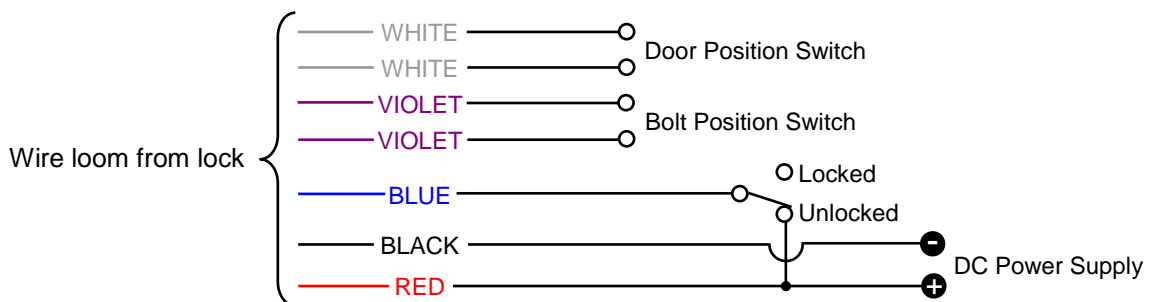 WHITE
Door Position Switch
WHITE
VIOLET
Bolt Position Switch
VIOLET
Wire loom from lock
Locked
BLUE
Unlocked
BLACK
-
DC Power Supply
RED
+